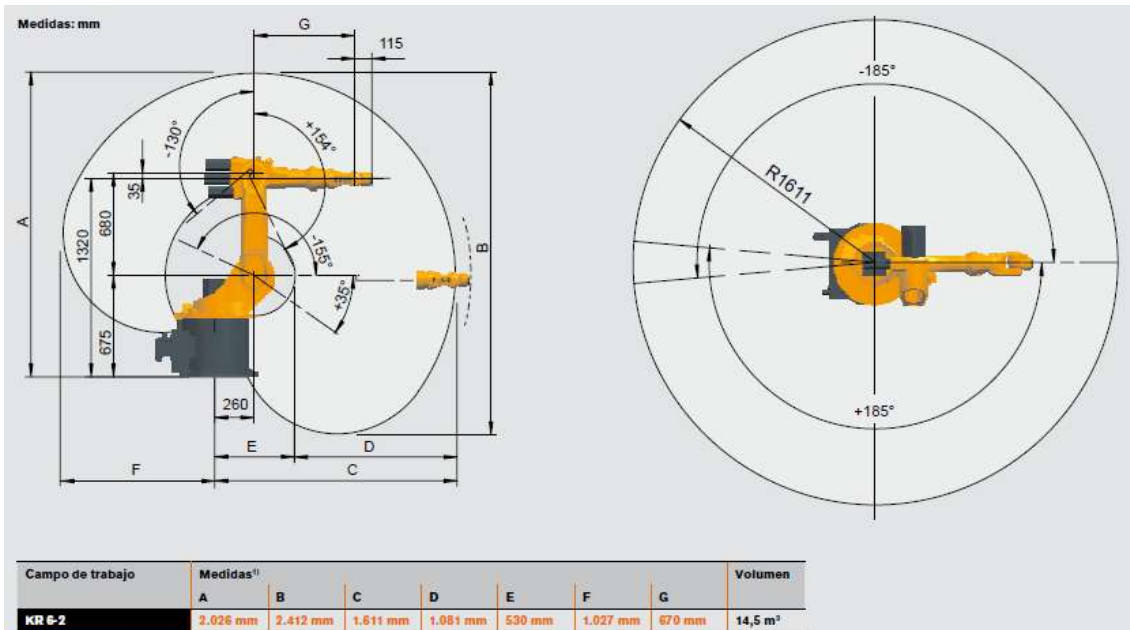 Medidas: mm
G
115
-130°
+154°
A
35
680
1320
675
-155°
+35°
B
260
E
D
F
C
-185°
R1611
+185°
Campo de trabajo Medidas¹⁾ Volumen
A B C D E F G
KR 6-2 2.026 mm 2.412 mm 1.611 mm 1.081 mm 530 mm 1.027 mm 670 mm 14,5 m³